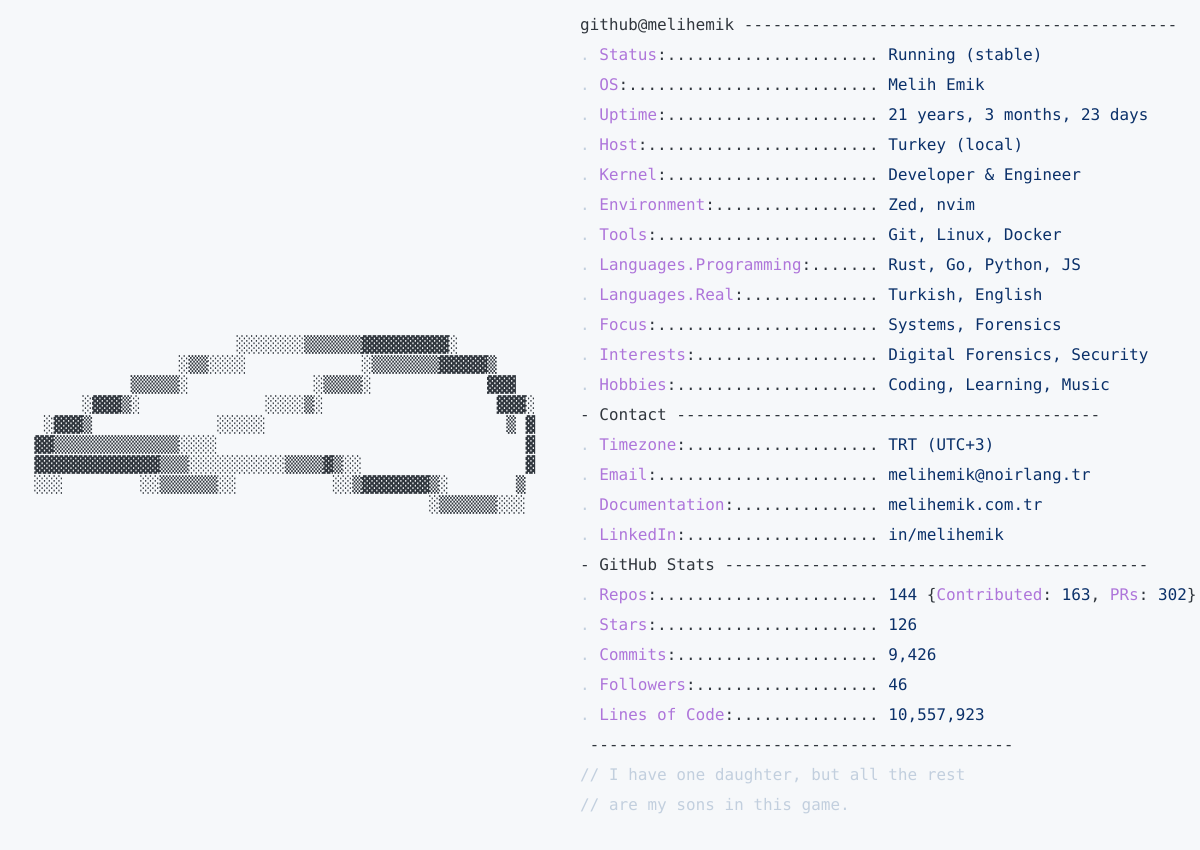 github@melihemik ---------------------------------------------
. Status:...................... Running (stable)
. OS:.......................... Melih Emik
. Uptime:...................... 21 years, 3 months, 23 days
. Host:........................ Turkey (local)
. Kernel:...................... Developer & Engineer
. Environment:................. Zed, nvim
. Tools:....................... Git, Linux, Docker
. Languages.Programming:....... Rust, Go, Python, JS
. Languages.Real:.............. Turkish, English
. Focus:....................... Systems, Forensics
. Interests:................... Digital Forensics, Security
. Hobbies:..................... Coding, Learning, Music
- Contact --------------------------------------------
. Timezone:.................... TRT (UTC+3)
. Email:....................... melihemik@noirlang.tr
. Documentation:............... melihemik.com.tr
. LinkedIn:.................... in/melihemik
- GitHub Stats --------------------------------------------
. Repos:....................... 144 {Contributed: 163, PRs: 302}
. Stars:....................... 126
. Commits:..................... 9,426
. Followers:................... 46
. Lines of Code:............... 10,557,923
--------------------------------------------
// I have one daughter, but all the rest
// are my sons in this game.